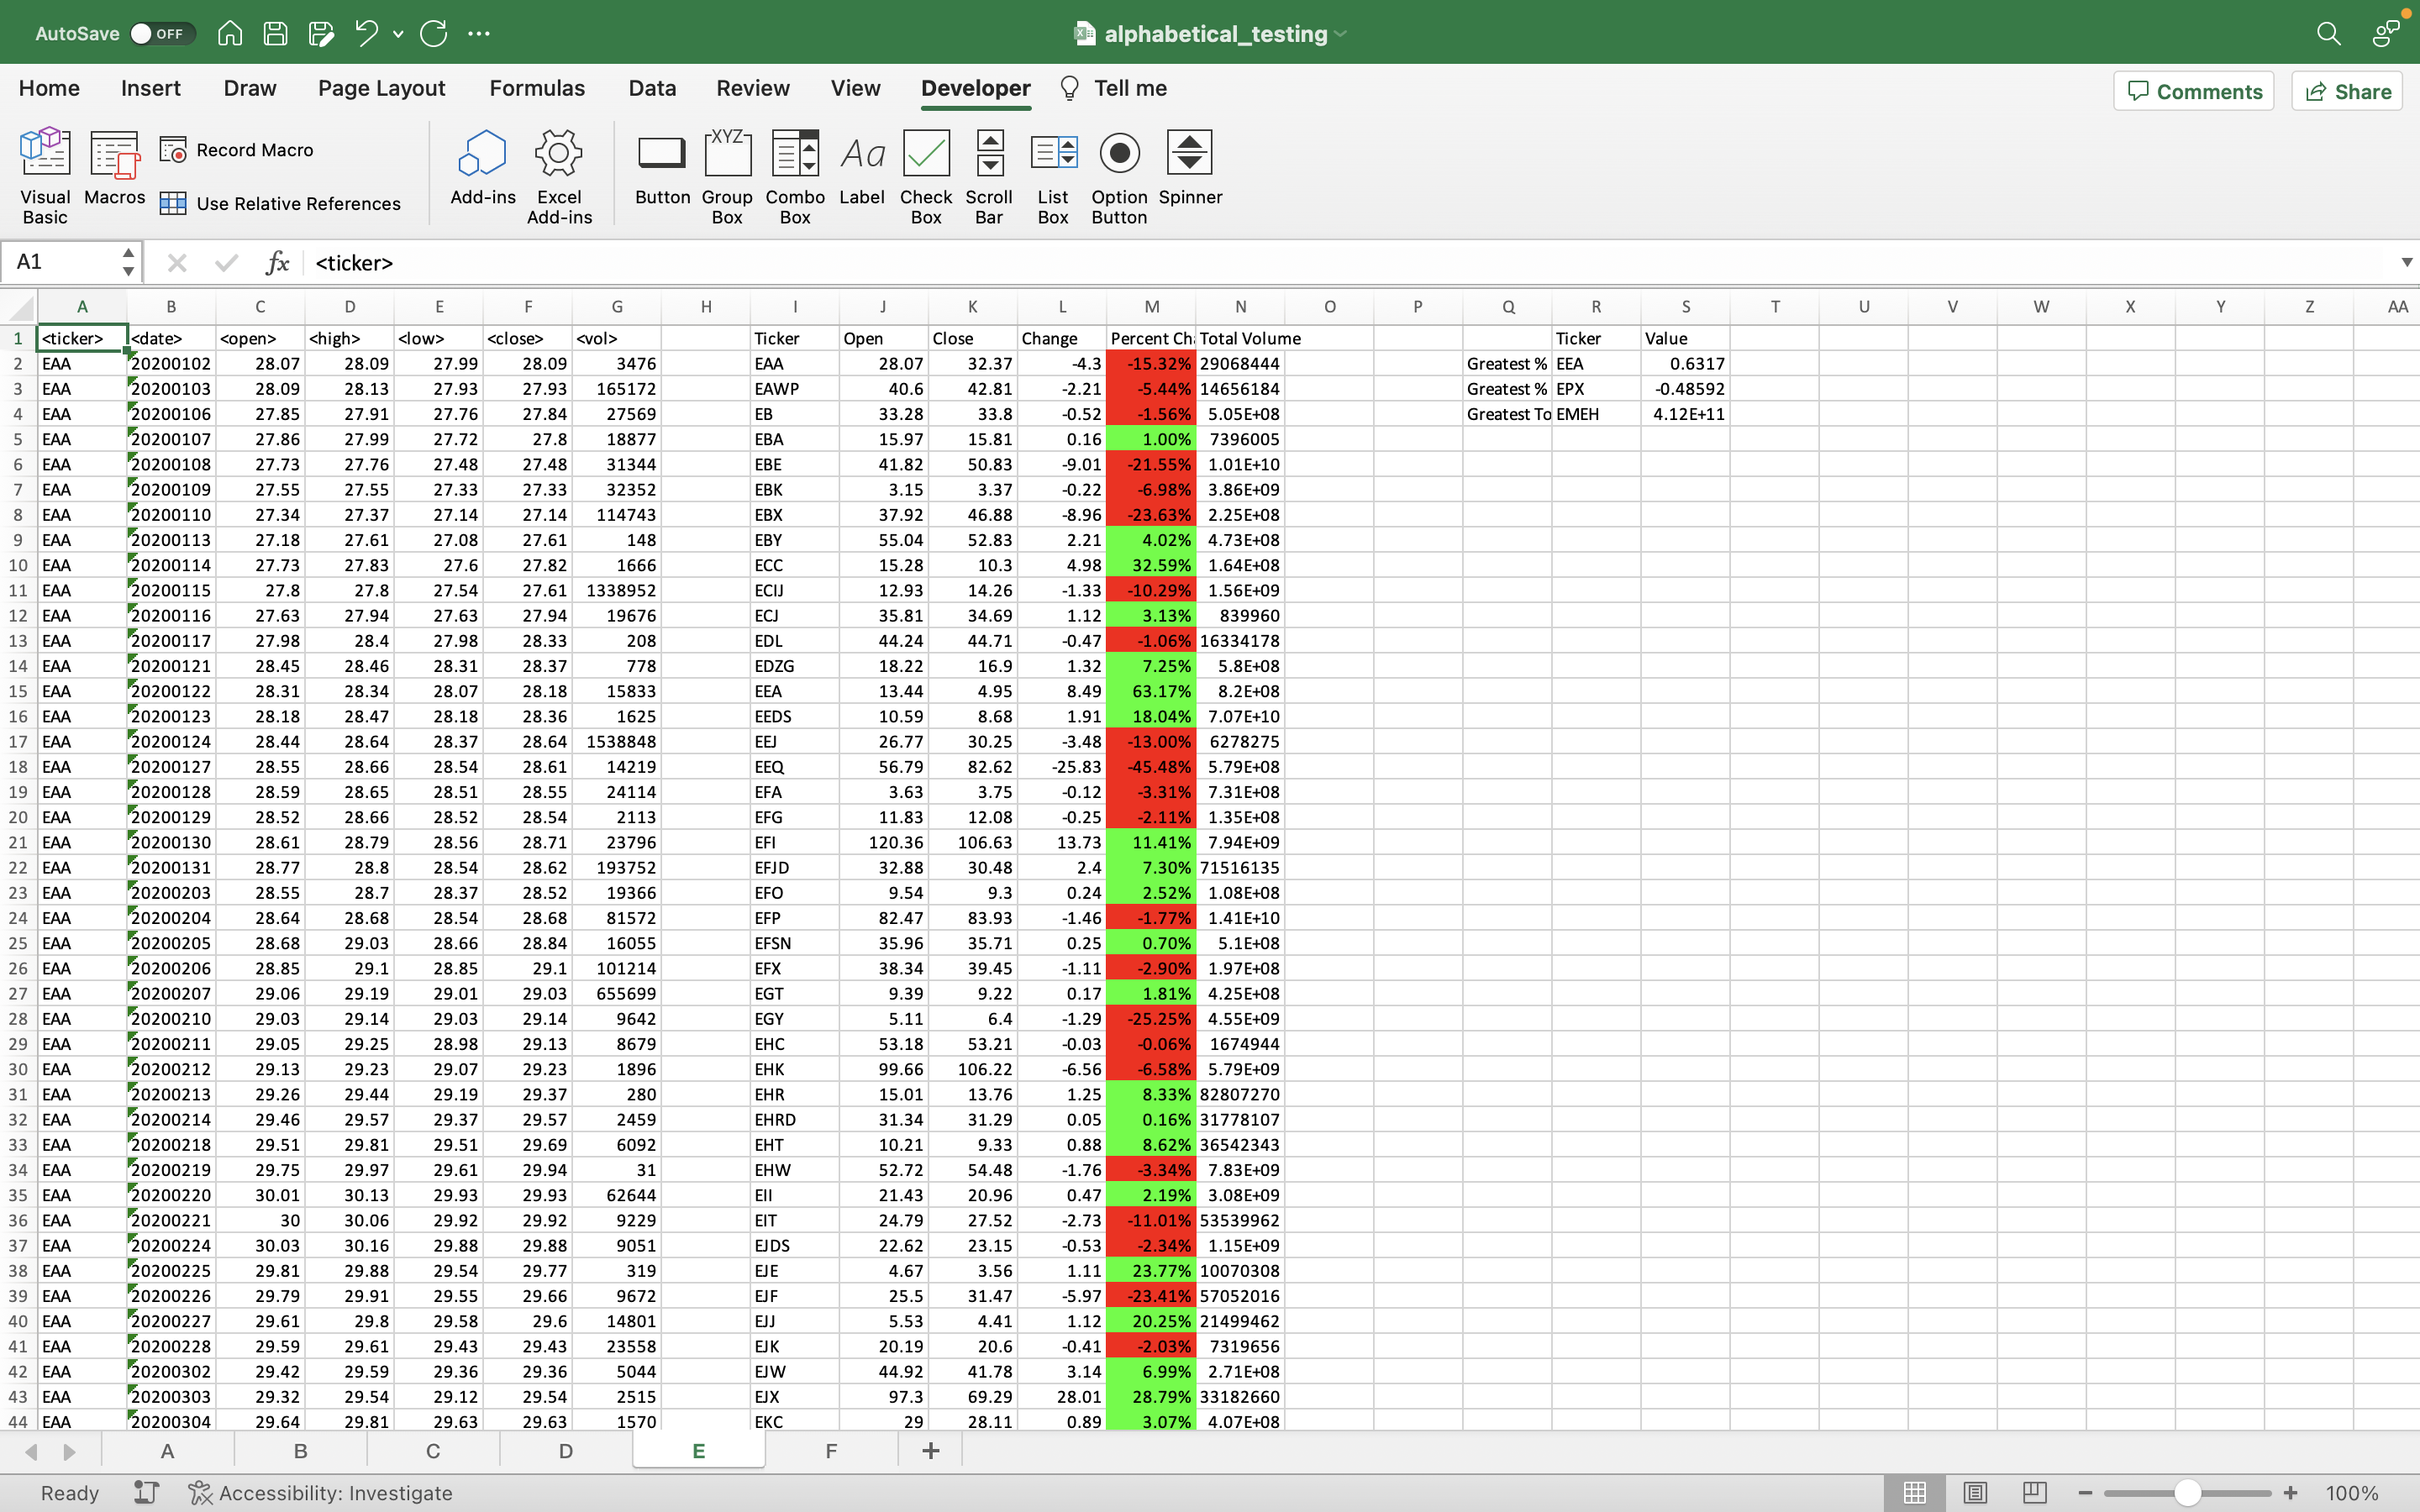 AutoSave OFF alphabetical_testing
Home Insert Draw Page Layout Formulas Data Review View Developer Tell me Comments Share
Visual Basic Macros Record Macro Use Relative References Add-ins Excel Add-ins Button XYZ Group Box Combo Box Aa Label Check Box Scroll Bar List Box Option Button Spinner
A1 fx <ticker>
A B C D E F G H I J K L M N O P Q R S T U V W X Y Z AA
1 <ticker> <date> <open> <high> <low> <close> <vol> Ticker Open Close Change Percent Ch Total Volume Ticker Value
2 EAA 20200102 28.07 28.09 27.99 28.09 3476 EAA 28.07 32.37 -4.3 -15.32% 29068444 Greatest % EEA 0.6317
3 EAA 20200103 28.09 28.13 27.93 27.93 165172 EAWP 40.6 42.81 -2.21 -5.44% 14656184 Greatest % EPX -0.48592
4 EAA 20200106 27.85 27.91 27.76 27.84 27569 EB 33.28 33.8 -0.52 -1.56% 5.05E+08 Greatest To EMEH 4.12E+11
5 EAA 20200107 27.86 27.99 27.72 27.8 18877 EBA 15.97 15.81 0.16 1.00% 7396005
6 EAA 20200108 27.73 27.76 27.48 27.48 31344 EBE 41.82 50.83 -9.01 -21.55% 1.01E+10
7 EAA 20200109 27.55 27.55 27.33 27.33 32352 EBK 3.15 3.37 -0.22 -6.98% 3.86E+09
8 EAA 20200110 27.34 27.37 27.14 27.14 114743 EBX 37.92 46.88 -8.96 -23.63% 2.25E+08
9 EAA 20200113 27.18 27.61 27.08 27.61 148 EBY 55.04 52.83 2.21 4.02% 4.73E+08
10 EAA 20200114 27.73 27.83 27.6 27.82 1666 ECC 15.28 10.3 4.98 32.59% 1.64E+08
11 EAA 20200115 27.8 27.8 27.54 27.61 1338952 ECIJ 12.93 14.26 -1.33 -10.29% 1.56E+09
12 EAA 20200116 27.63 27.94 27.63 27.94 19676 ECJ 35.81 34.69 1.12 3.13% 839960
13 EAA 20200117 27.98 28.4 27.98 28.33 208 EDL 44.24 44.71 -0.47 -1.06% 16334178
14 EAA 20200121 28.45 28.46 28.31 28.37 778 EDZG 18.22 16.9 1.32 7.25% 5.8E+08
15 EAA 20200122 28.31 28.34 28.07 28.18 15833 EEA 13.44 4.95 8.49 63.17% 8.2E+08
16 EAA 20200123 28.18 28.47 28.18 28.36 1625 EEDS 10.59 8.68 1.91 18.04% 7.07E+10
17 EAA 20200124 28.44 28.64 28.37 28.64 1538848 EEJ 26.77 30.25 -3.48 -13.00% 6278275
18 EAA 20200127 28.55 28.66 28.54 28.61 14219 EEQ 56.79 82.62 -25.83 -45.48% 5.79E+08
19 EAA 20200128 28.59 28.65 28.51 28.55 24114 EFA 3.63 3.75 -0.12 -3.31% 7.31E+08
20 EAA 20200129 28.52 28.66 28.52 28.54 2113 EFG 11.83 12.08 -0.25 -2.11% 1.35E+08
21 EAA 20200130 28.61 28.79 28.56 28.71 23796 EFI 120.36 106.63 13.73 11.41% 7.94E+09
22 EAA 20200131 28.77 28.8 28.54 28.62 193752 EFJD 32.88 30.48 2.4 7.30% 71516135
23 EAA 20200203 28.55 28.7 28.37 28.52 19366 EFO 9.54 9.3 0.24 2.52% 1.08E+08
24 EAA 20200204 28.64 28.68 28.54 28.68 81572 EFP 82.47 83.93 -1.46 -1.77% 1.41E+10
25 EAA 20200205 28.68 29.03 28.66 28.84 16055 EFSN 35.96 35.71 0.25 0.70% 5.1E+08
26 EAA 20200206 28.85 29.1 28.85 29.1 101214 EFX 38.34 39.45 -1.11 -2.90% 1.97E+08
27 EAA 20200207 29.06 29.19 29.01 29.03 655699 EGT 9.39 9.22 0.17 1.81% 4.25E+08
28 EAA 20200210 29.03 29.14 29.03 29.14 9642 EGY 5.11 6.4 -1.29 -25.25% 4.55E+09
29 EAA 20200211 29.05 29.25 28.98 29.13 8679 EHC 53.18 53.21 -0.03 -0.06% 1674944
30 EAA 20200212 29.13 29.23 29.07 29.23 1896 EHK 99.66 106.22 -6.56 -6.58% 5.79E+09
31 EAA 20200213 29.26 29.44 29.19 29.37 280 EHR 15.01 13.76 1.25 8.33% 82807270
32 EAA 20200214 29.46 29.57 29.37 29.57 2459 EHRD 31.34 31.29 0.05 0.16% 31778107
33 EAA 20200218 29.51 29.81 29.51 29.69 6092 EHT 10.21 9.33 0.88 8.62% 36542343
34 EAA 20200219 29.75 29.97 29.61 29.94 31 EHW 52.72 54.48 -1.76 -3.34% 7.83E+09
35 EAA 20200220 30.01 30.13 29.93 29.93 62644 EII 21.43 20.96 0.47 2.19% 3.08E+09
36 EAA 20200221 30 30.06 29.92 29.92 9229 EIT 24.79 27.52 -2.73 -11.01% 53539962
37 EAA 20200224 30.03 30.16 29.88 29.88 9051 EJDS 22.62 23.15 -0.53 -2.34% 1.15E+09
38 EAA 20200225 29.81 29.88 29.54 29.77 319 EJE 4.67 3.56 1.11 23.77% 10070308
39 EAA 20200226 29.79 29.91 29.55 29.66 9672 EJF 25.5 31.47 -5.97 -23.41% 57052016
40 EAA 20200227 29.61 29.8 29.58 29.6 14801 EJJ 5.53 4.41 1.12 20.25% 21499462
41 EAA 20200228 29.59 29.61 29.43 29.43 23558 EJK 20.19 20.6 -0.41 -2.03% 7319656
42 EAA 20200302 29.42 29.59 29.36 29.36 5044 EJW 44.92 41.78 3.14 6.99% 2.71E+08
43 EAA 20200303 29.32 29.54 29.12 29.54 2515 EJX 97.3 69.29 28.01 28.79% 33182660
44 EAA 20200304 29.64 29.81 29.63 29.63 1570 EKC 29 28.11 0.89 3.07% 4.07E+08
A B C D E F
Ready Accessibility: Investigate 100%